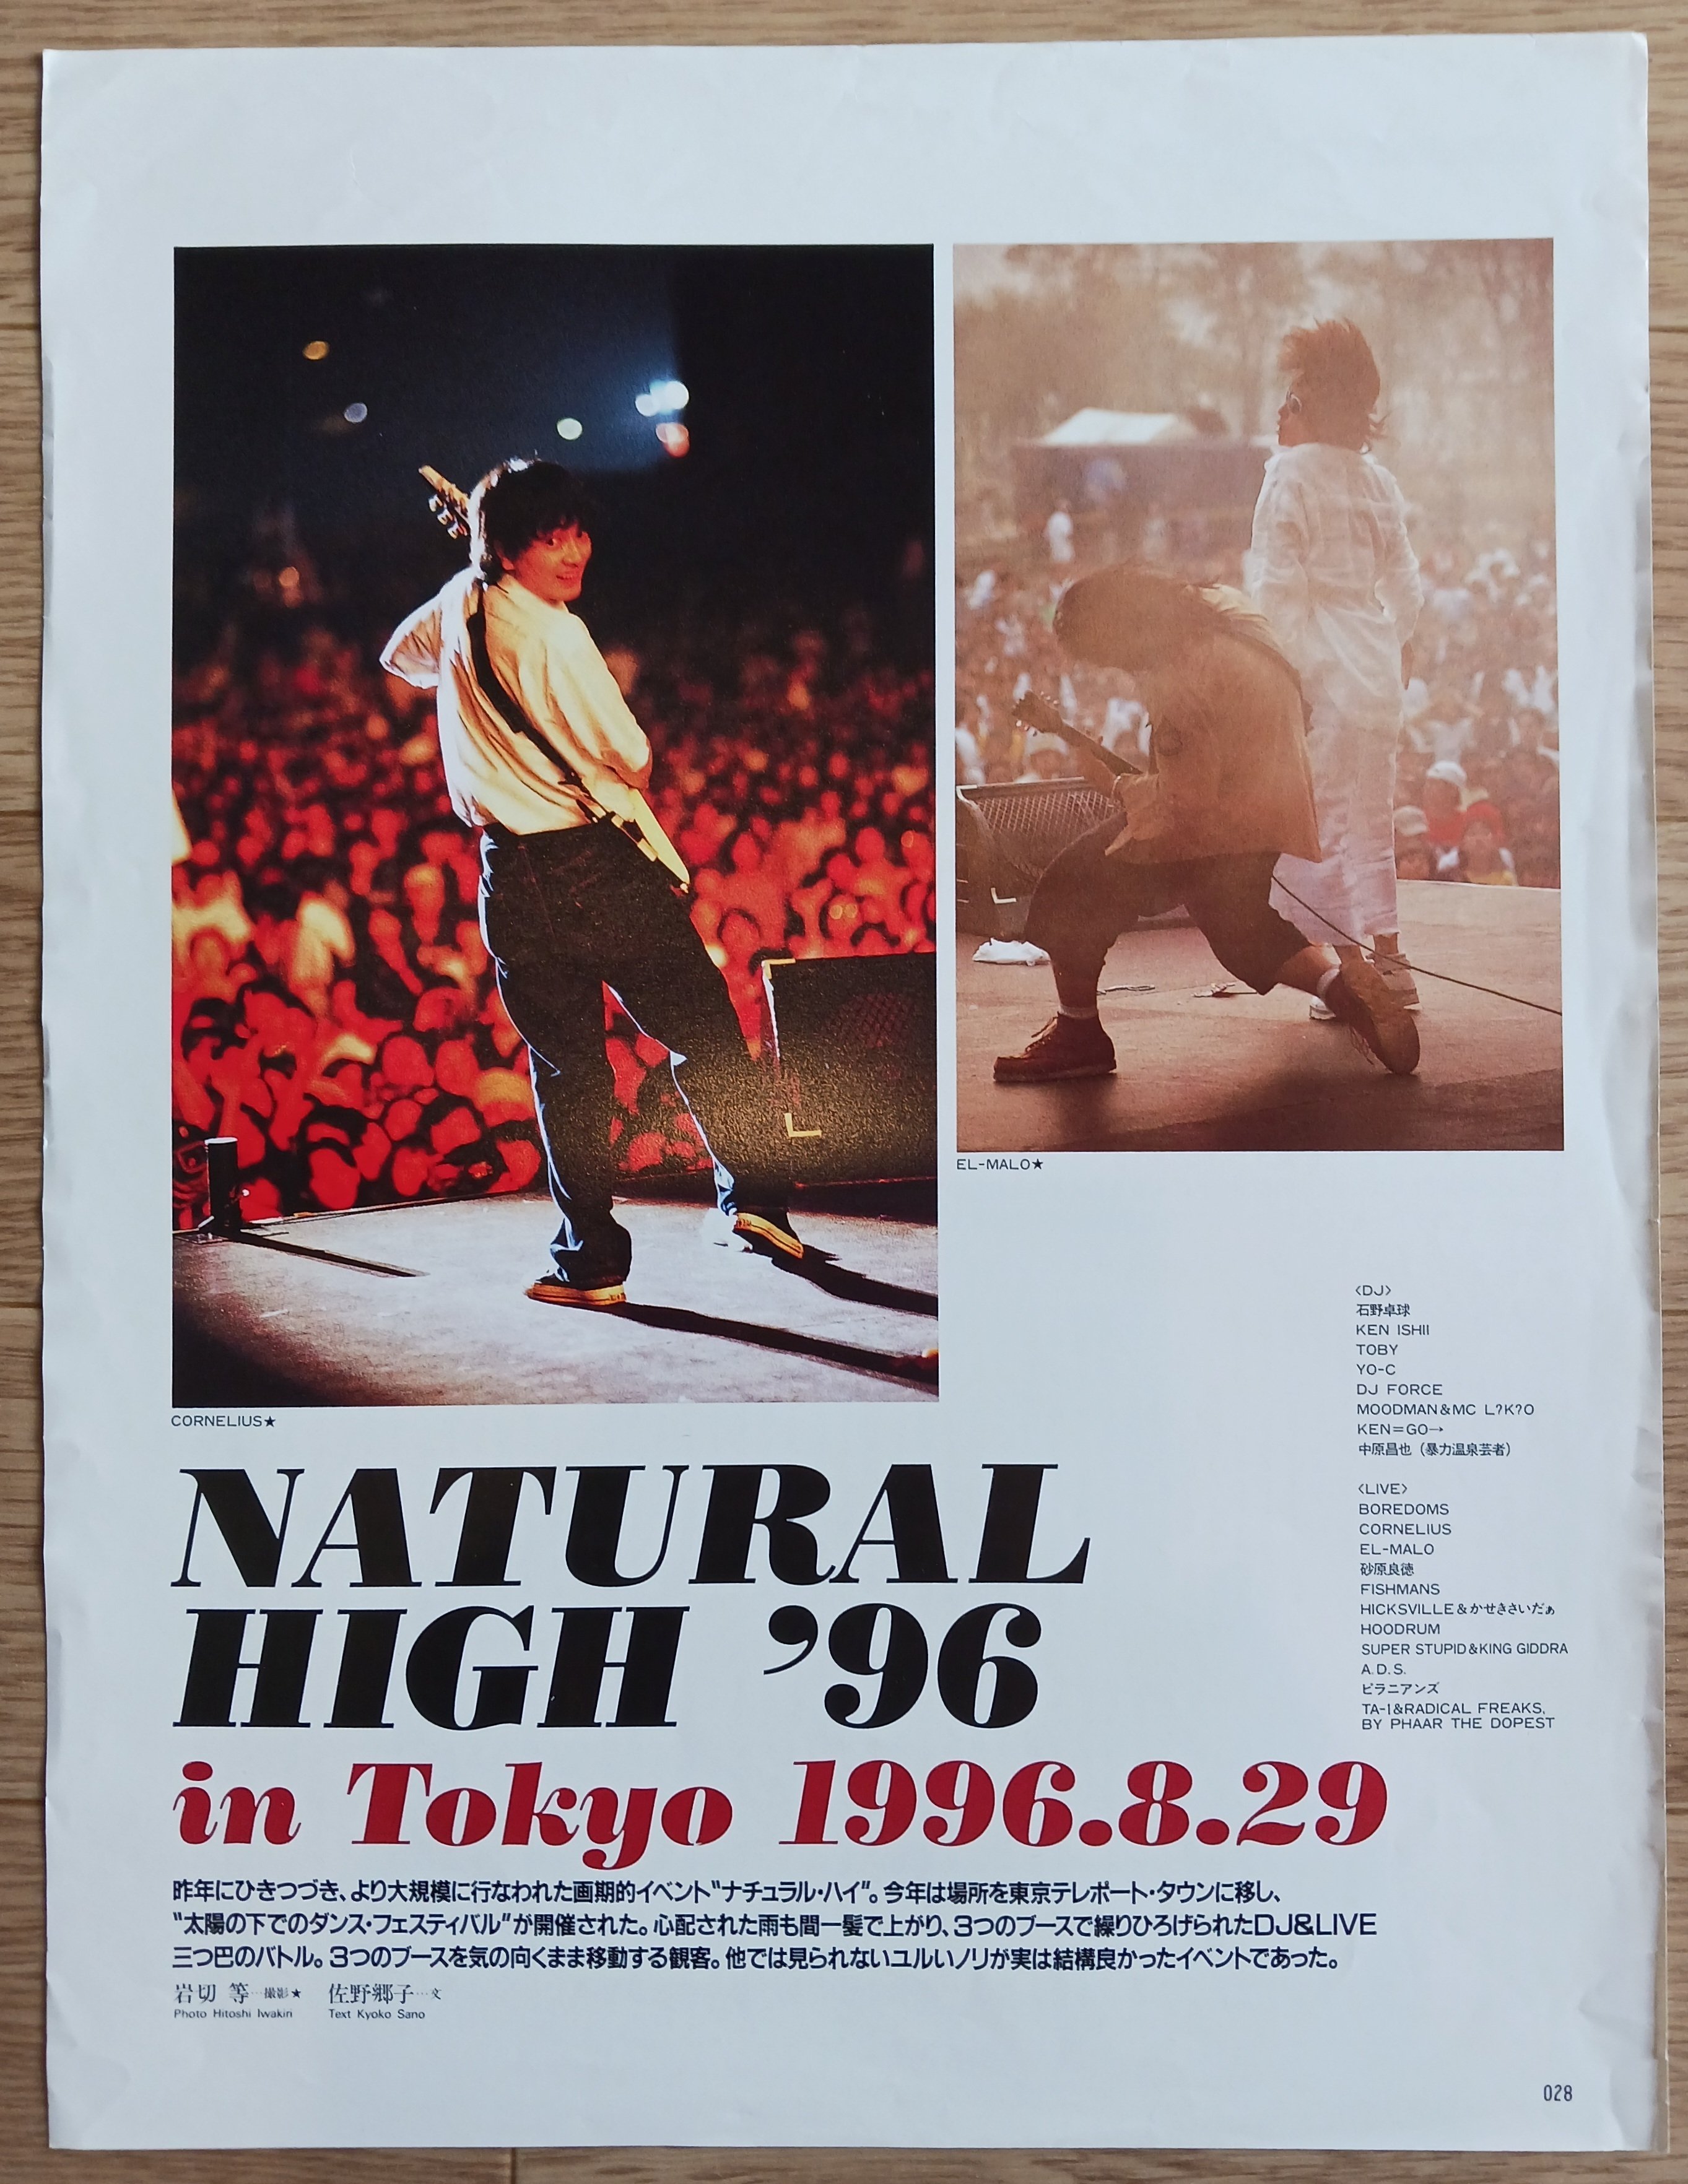 CORNELIUS★
EL-MALO★
NATURAL
HIGH ’96
in Tokyo 1996.8.29
〈DJ〉
石野卓球
KEN ISHII
TOBY
YO-C
DJ FORCE
MOODMAN&MC L?K?O
KEN=GO→
中原昌也（暴力温泉芸者）
〈LIVE〉
BOREDOMS
CORNELIUS
EL-MALO
砂原良徳
FISHMANS
HICKSVILLE&かせきさいだぁ
HOODRUM
SUPER STUPID&KING GIDDRA
A.D.S.
ピラニアンズ
TA-1&RADICAL FREAKS,
BY PHAAR THE DOPEST
昨年にひきつづき、より大規模に行なわれた画期的イベント“ナチュラル・ハイ”。今年は場所を東京テレポート・タウンに移し、
“太陽の下でのダンス・フェスティバル”が開催された。心配された雨も間一髪で上がり、3つのブースで繰りひろげられたDJ&LIVE
三つ巴のバトル。3つのブースを気の向くまま移動する観客。他では見られないユルいノリが実は結構良かったイベントであった。
岩切 等…撮影★ 佐野郷子…文
Photo Hitoshi Iwakiri Text Kyoko Sano
028